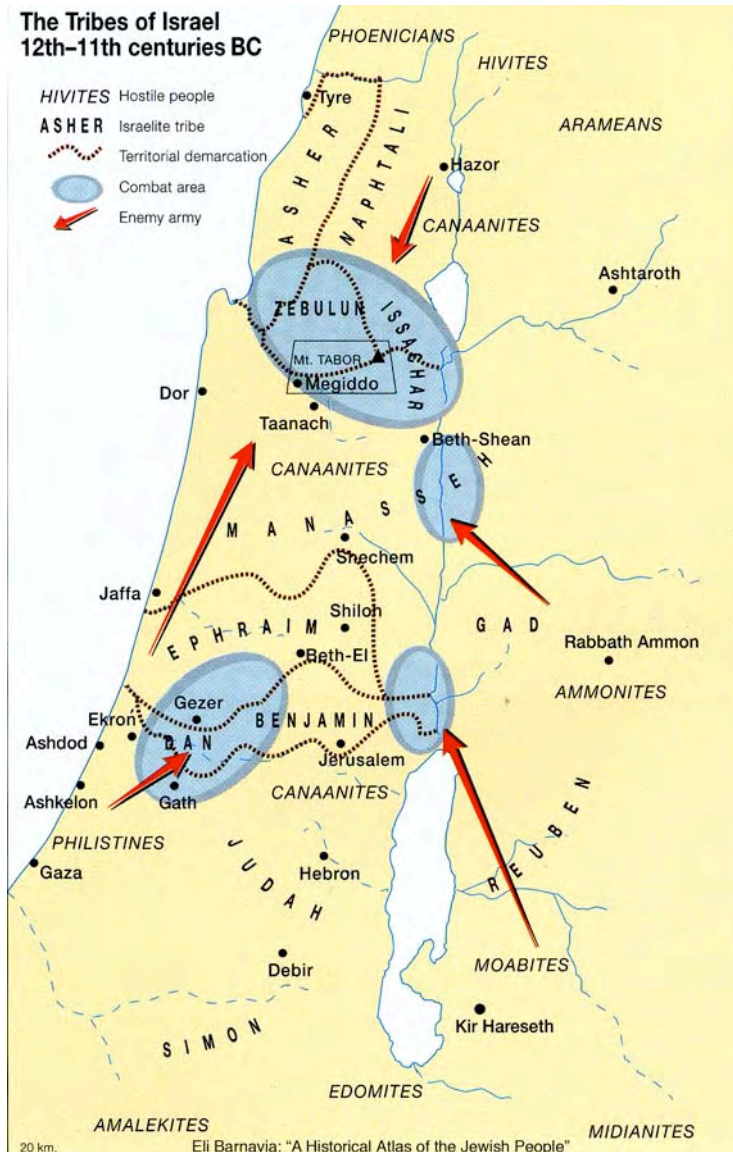 The Tribes of Israel
12th–11th centuries BC
HIVITES Hostile people
ASHER Israelite tribe
Territorial demarcation
Combat area
Enemy army
PHOENICIANS
HIVITES
Tyre
ARAMEANS
ASHER
NAPHTALI
Hazor
CANAANITES
Ashtaroth
ZEBULUN
ISSACHAR
Mt. TABOR
Megiddo
Dor
Taanach
Beth-Shean
CANAANITES
MANASSEH
Shechem
Jaffa
Shiloh
EPHRAIM
GAD
Beth-El
Rabbath Ammon
AMMONITES
Gezer
BENJAMIN
Ekron
DAN
Ashdod
Jerusalem
Ashkelon
Gath
CANAANITES
PHILISTINES
REUBEN
JUDAH
Gaza
Hebron
Debir
MOABITES
Kir Hareseth
SIMON
EDOMITES
AMALEKITES
MIDIANITES
20 km.
Eli Barnavia: "A Historical Atlas of the Jewish People"